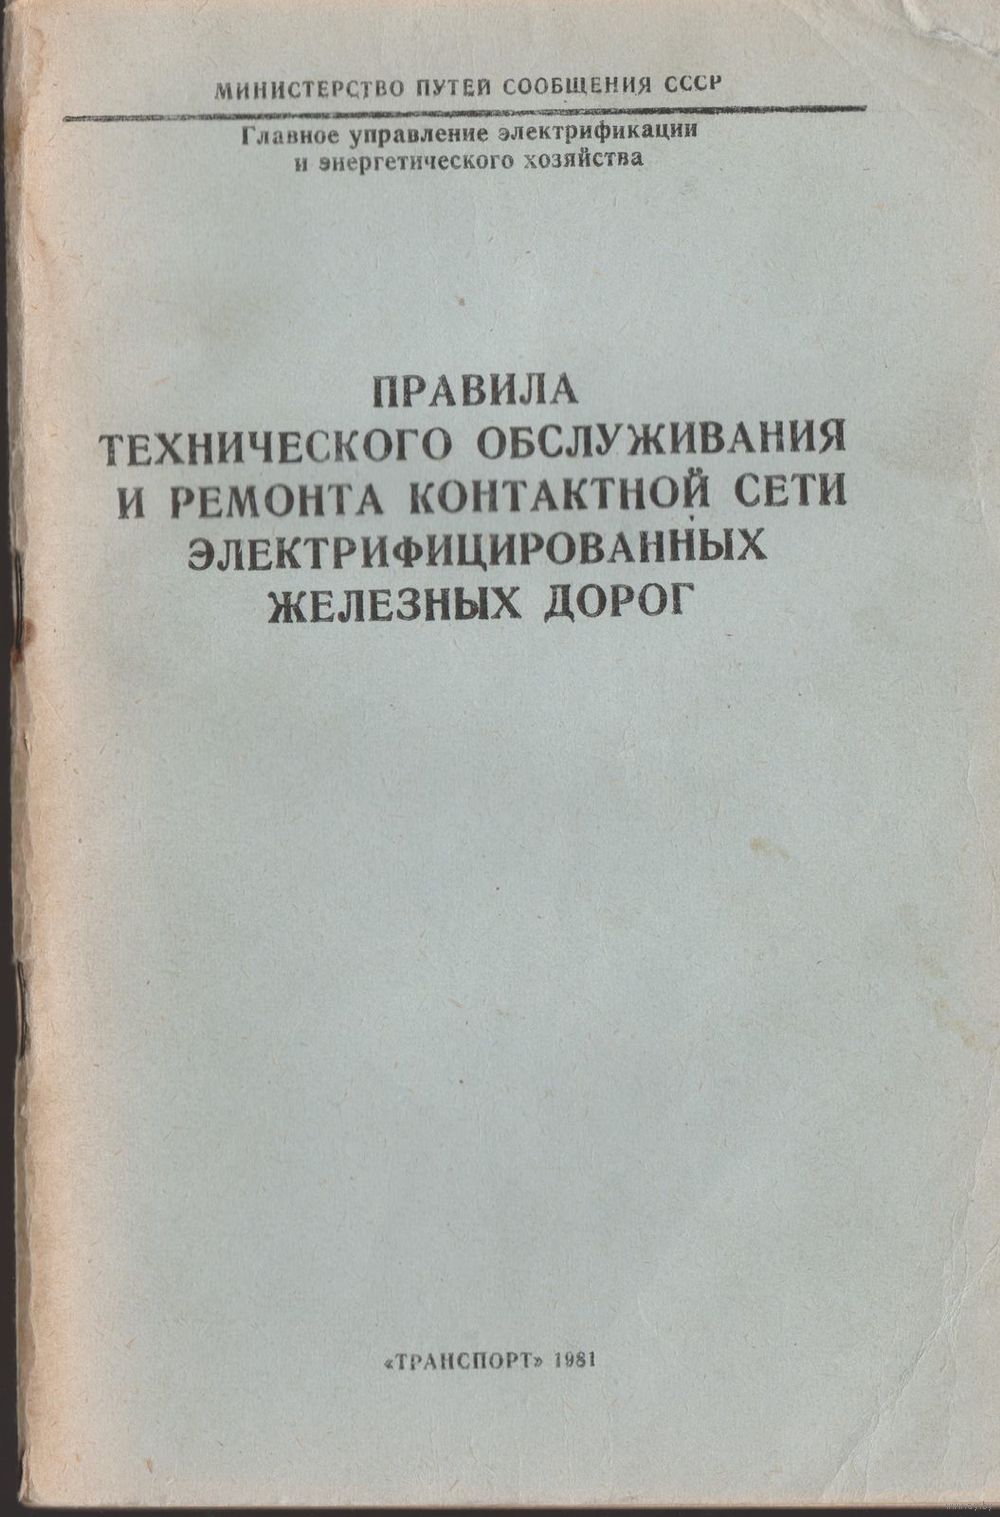 МИНИСТЕРСТВО ПУТЕЙ СООБЩЕНИЯ СССР
Главное управление электрификации
и энергетического хозяйства
ПРАВИЛА
ТЕХНИЧЕСКОГО ОБСЛУЖИВАНИЯ
И РЕМОНТА КОНТАКТНОЙ СЕТИ
ЭЛЕКТРИФИЦИРОВАННЫХ
ЖЕЛЕЗНЫХ ДОРОГ
«ТРАНСПОРТ» 1981